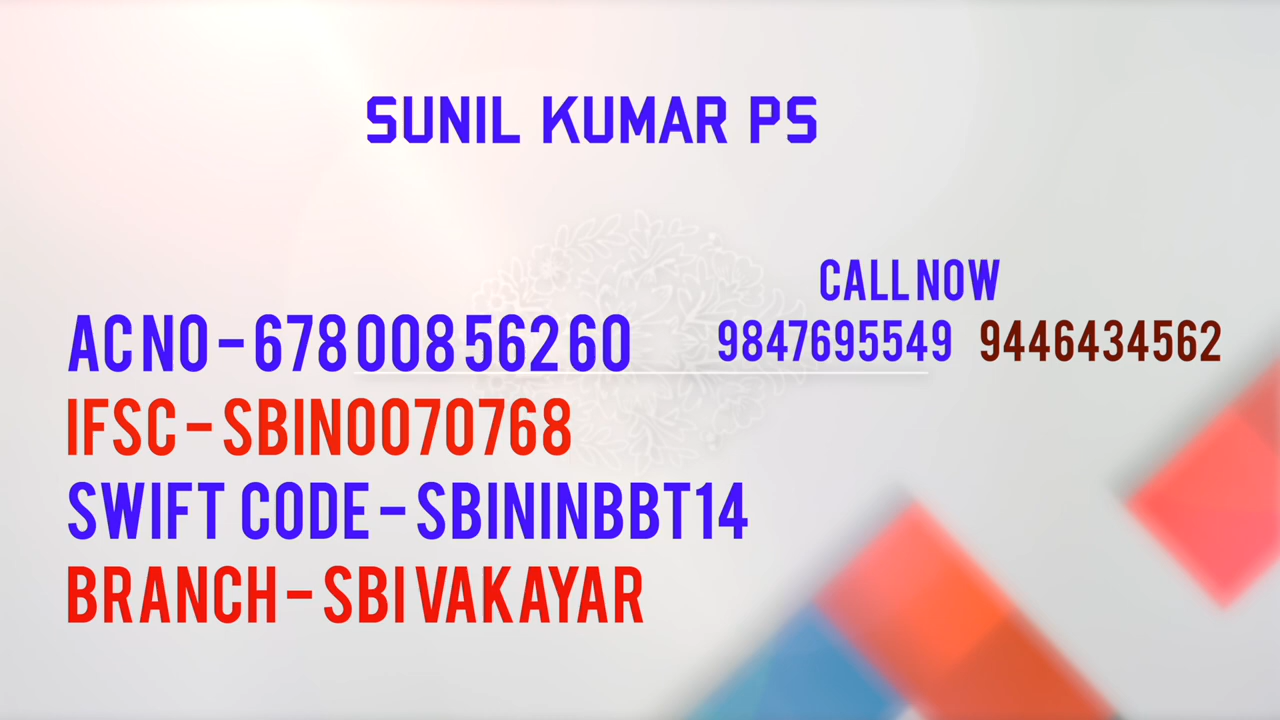 SUNIL KUMAR PS
CALL NOW
9847695549 9446434562
AC NO - 67800856260
IFSC - SBIN0070768
SWIFT CODE - SBININBBT14
BRANCH - SBI VAKAYAR